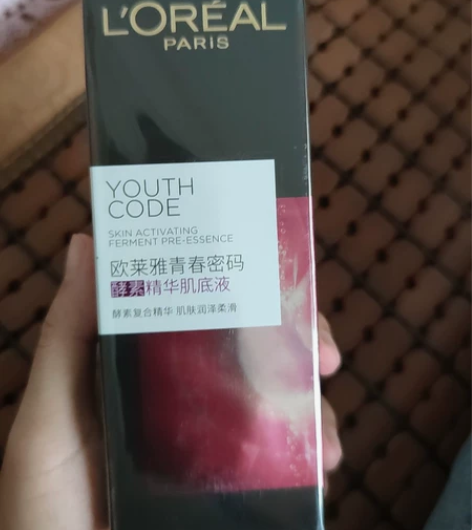 L'ORÉAL
PARIS
YOUTH
CODE
SKIN ACTIVATING
FERMENT PRE-ESSENCE
欧莱雅青春密码
酵素精华肌底液
酵素复合精华 肌肤润泽柔滑